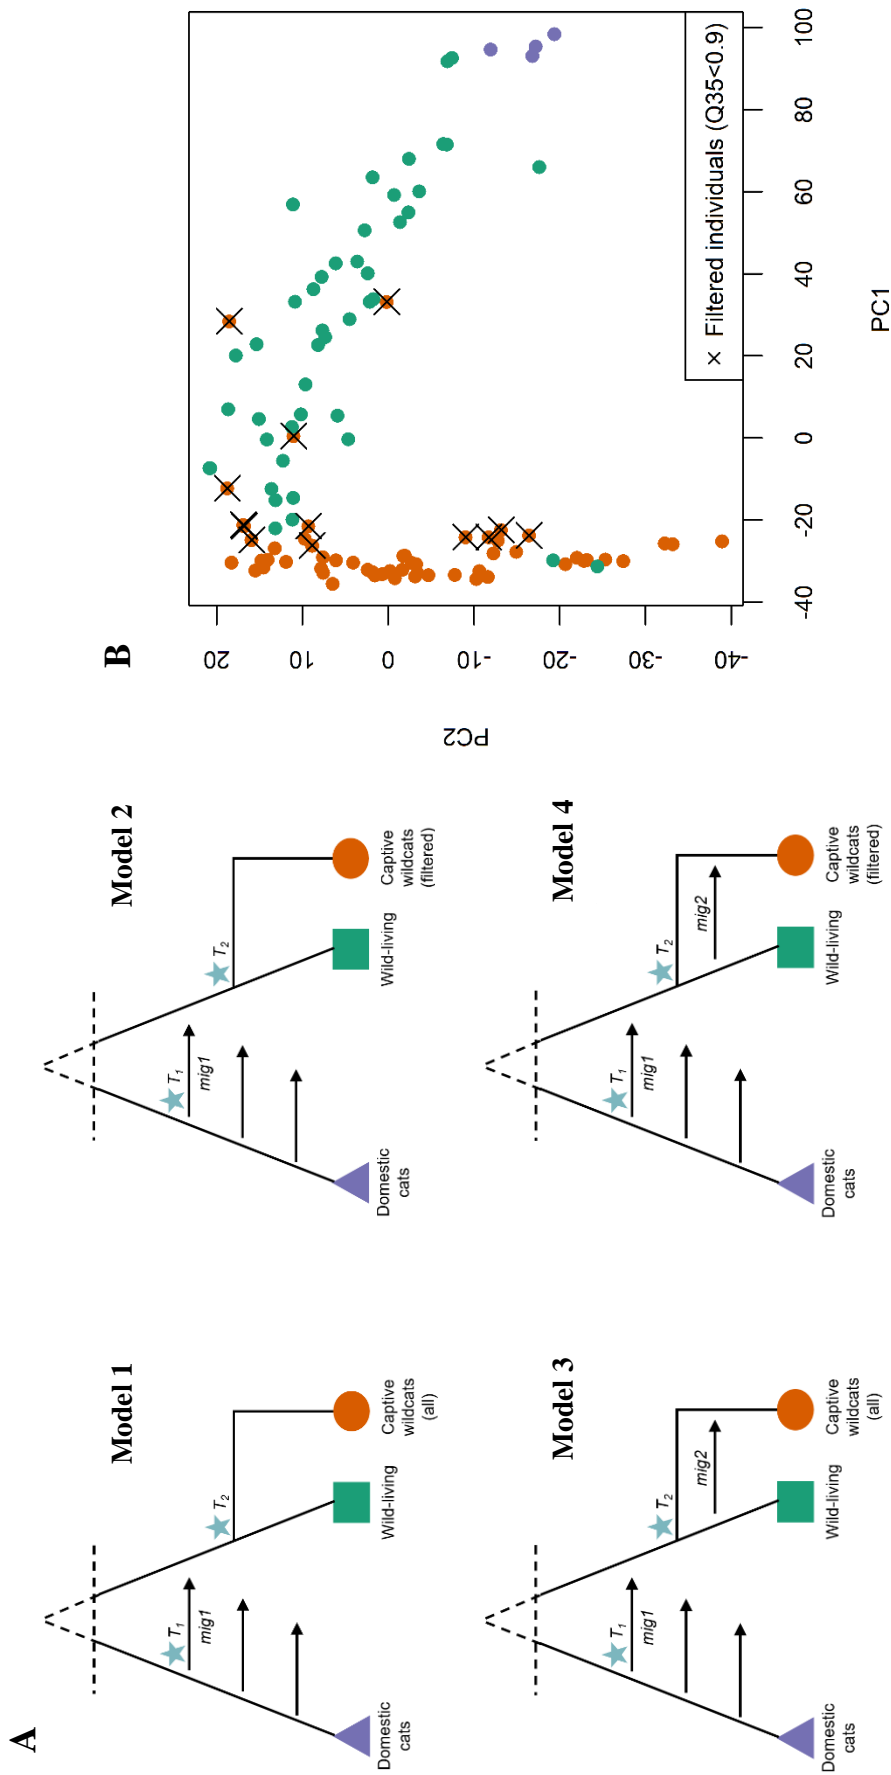 A
Model 1
T1
mig1
T2
Domestic
cats
Wild-living
Captive
wildcats
(all)
Model 2
T1
mig1
T2
Domestic
cats
Wild-living
Captive
wildcats
(filtered)
Model 3
T1
mig1
T2
mig2
Domestic
cats
Wild-living
Captive
wildcats
(all)
Model 4
T1
mig1
T2
mig2
Domestic
cats
Wild-living
Captive
wildcats
(filtered)
B
PC2
20
10
0
-10
-20
-30
-40
× Filtered individuals (Q35<0.9)
-40
-20
0
20
40
60
80
100
PC1